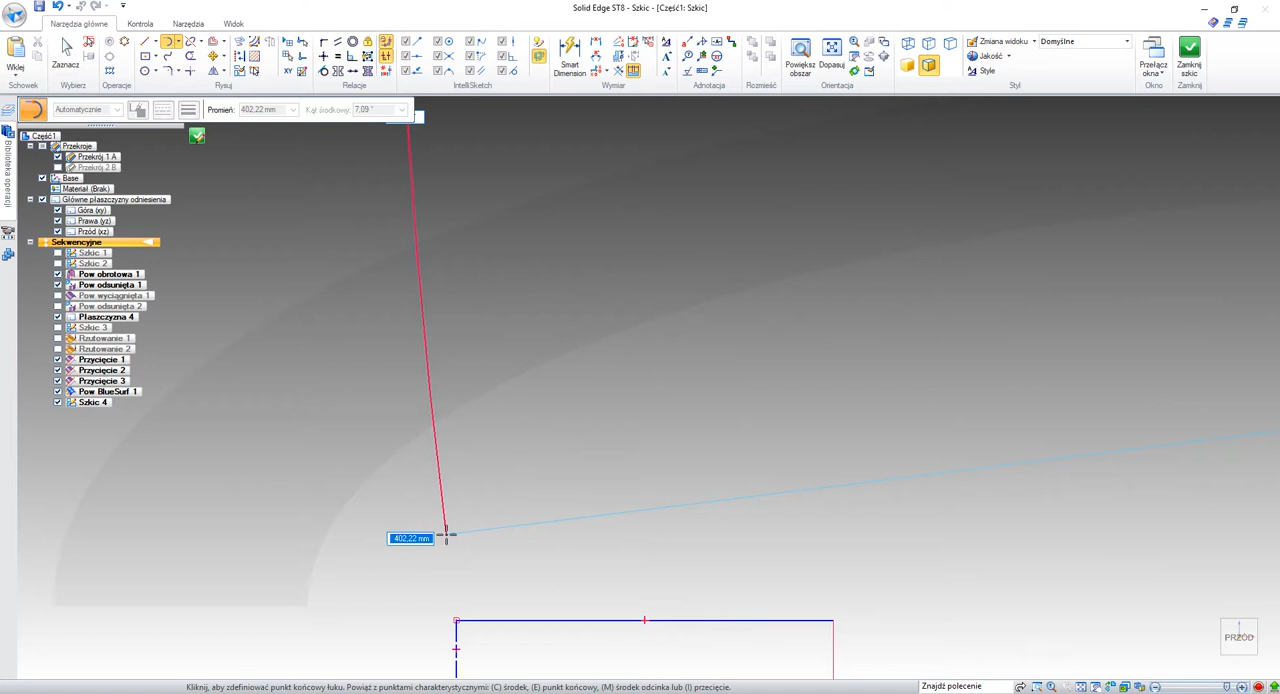 Solid Edge ST8 - Szkic - [Część1: Szkic]
Narzędzia główne
Kontrola
Narzędzia
Widok
Wklej
Zaznacz
Smart
Dimension
Powiększ
obszar
Dopasuj
Zmiana widoku
Domyślne
Jakość
Style
Przełącz
okna
Zamknij
szkic
Schowek
Wybierz
Operacje
Rysuj
Relacje
IntelliSketch
Wymiar
Adnotacja
Rozmieść
Orientacja
Styl
Okno
Zamknij
Automatycznie
Promień:
402,22 mm
Kąt środkowy:
7,09 °
Biblioteka operacji
Część1
Przekroje
Przekrój 1 A
Przekrój 2 B
Base
Materiał (Brak)
Główne płaszczyzny odniesienia
Góra (xy)
Prawa (yz)
Przód (xz)
Sekwencyjne
Szkic 1
Szkic 2
Pow obrotowa 1
Pow odsunięta 1
Pow wyciągnięta 1
Pow odsunięta 2
Płaszczyzna 4
Szkic 3
Rzutowanie 1
Rzutowanie 2
Przycięcie 1
Przycięcie 2
Przycięcie 3
Pow BlueSurf 1
Szkic 4
402,22 mm
PRZÓD
Kliknij, aby zdefiniować punkt końcowy łuku. Powiąż z punktami charakterystycznymi: (C) środek, (E) punkt końcowy, (M) środek odcinka lub (I) przecięcie.
Znajdź polecenie